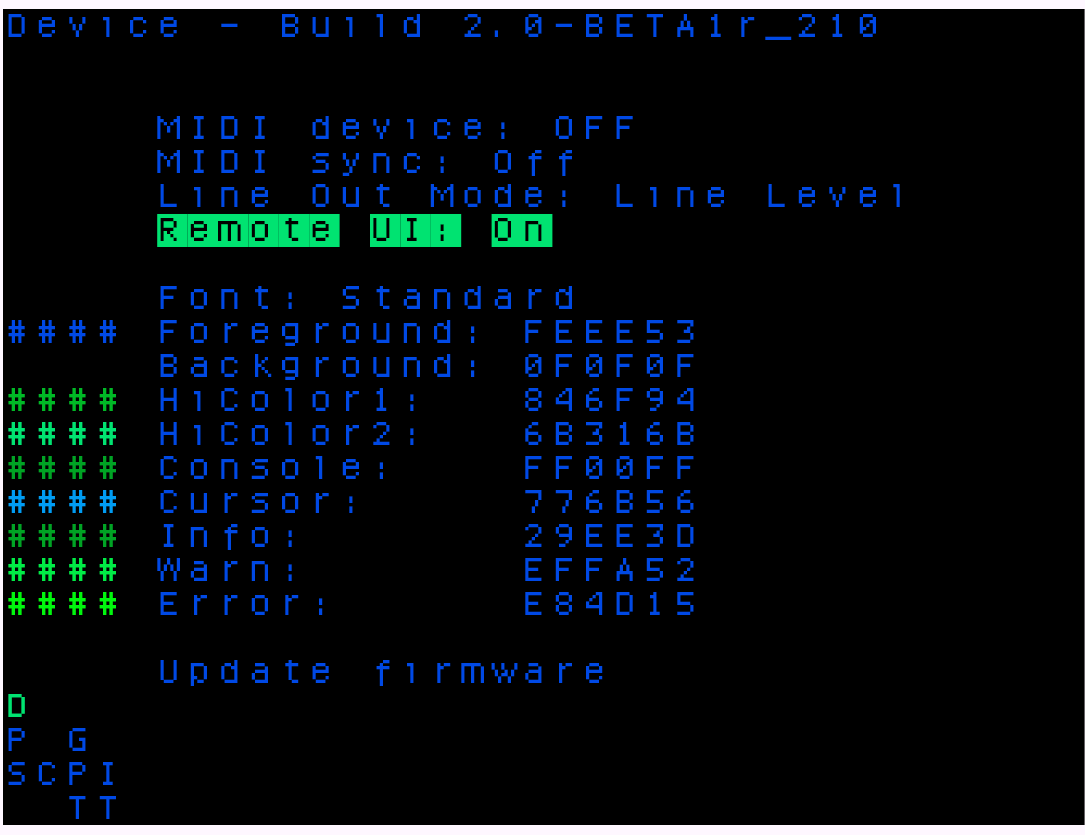 Device - Build 2.0-BETA1r_210
MIDI device: OFF
MIDI sync: Off
Line Out Mode: Line Level
Remote UI: On
Font: Standard
#### Foreground: FEEE53
Background: 0F0F0F
#### HiColor1: 846F94
#### HiColor2: 6B316B
#### Console: FF00FF
#### Cursor: 776B56
#### Info: 29EE3D
#### Warn: EFFA52
#### Error: E84D15
Update firmware
D
P G
SCPI
TT